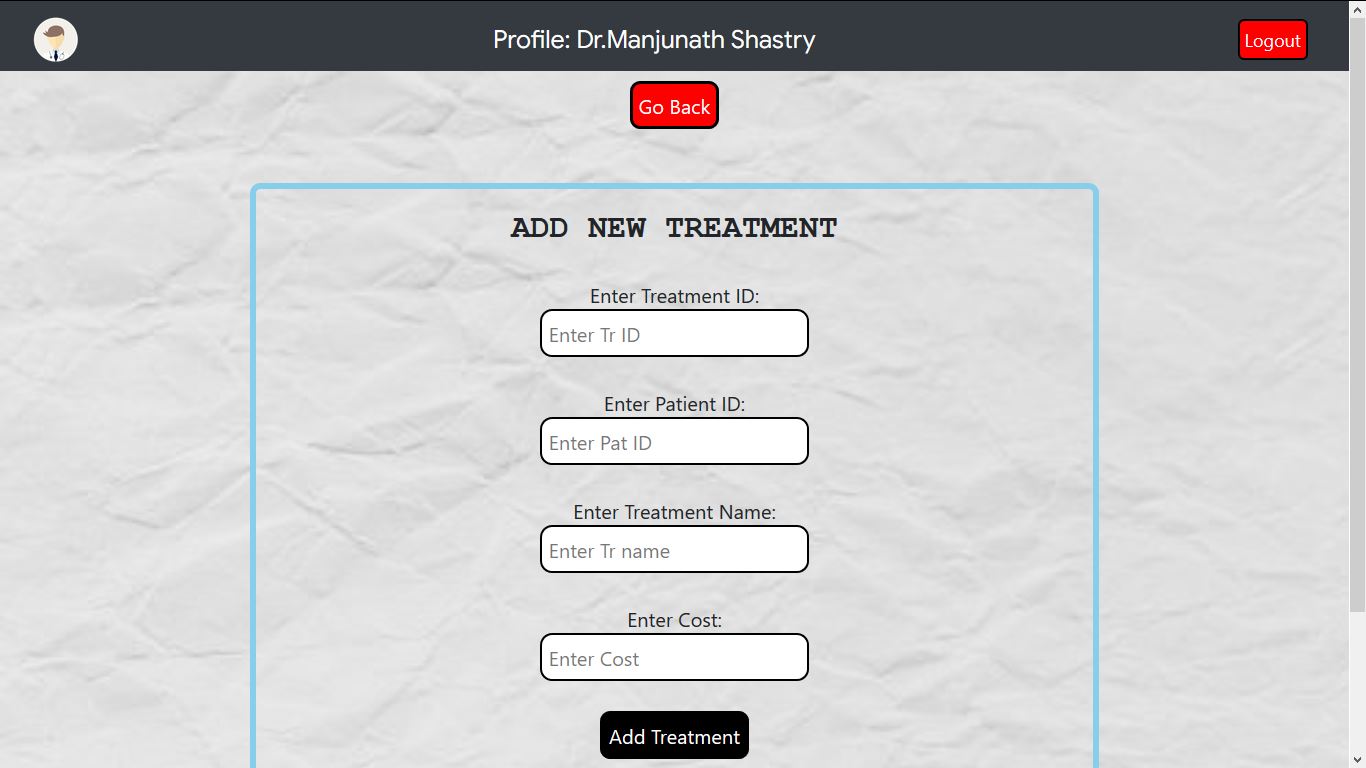 Profile: Dr.Manjunath Shastry
Logout
Go Back
ADD NEW TREATMENT
Enter Treatment ID:
Enter Tr ID
Enter Patient ID:
Enter Pat ID
Enter Treatment Name:
Enter Tr name
Enter Cost:
Enter Cost
Add Treatment